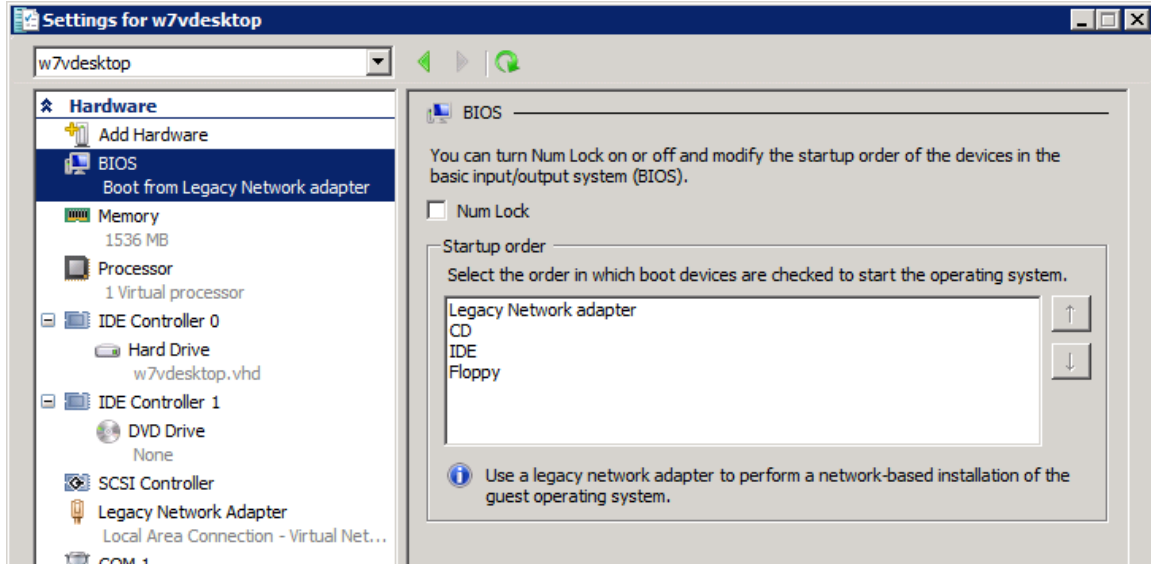 Settings for w7vdesktop
w7vdesktop
Hardware
Add Hardware
BIOS
Boot from Legacy Network adapter
Memory
1536 MB
Processor
1 Virtual processor
IDE Controller 0
Hard Drive
w7vdesktop.vhd
IDE Controller 1
DVD Drive
None
SCSI Controller
Legacy Network Adapter
Local Area Connection - Virtual Net...
COM 1
BIOS
You can turn Num Lock on or off and modify the startup order of the devices in the
basic input/output system (BIOS).
Num Lock
Startup order
Select the order in which boot devices are checked to start the operating system.
Legacy Network adapter
CD
IDE
Floppy
Use a legacy network adapter to perform a network-based installation of the
guest operating system.